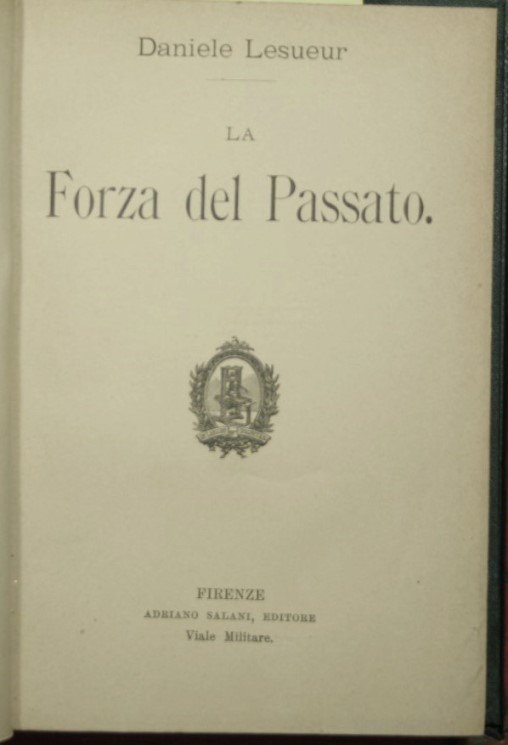 Daniele Lesueur
LA
Forza del Passato.
FIRENZE
ADRIANO SALANI, EDITORE
Viale Militare.